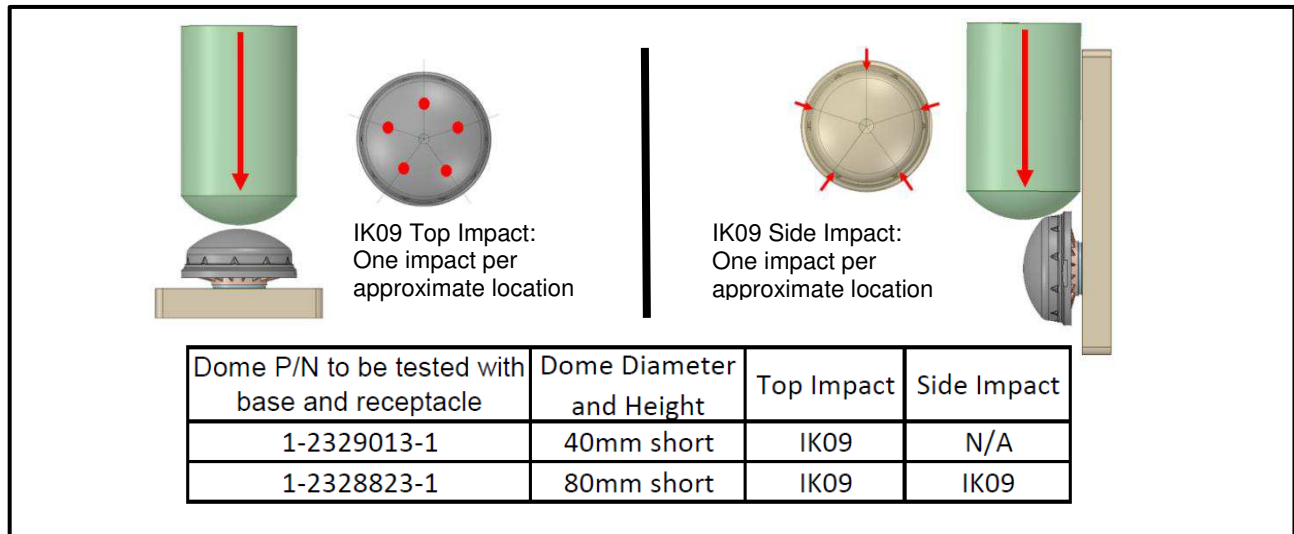 IK09 Top Impact:
One impact per
approximate location
IK09 Side Impact:
One impact per
approximate location
Dome P/N to be tested with base and receptacle | Dome Diameter and Height | Top Impact | Side Impact
1-2329013-1 | 40mm short | IK09 | N/A
1-2328823-1 | 80mm short | IK09 | IK09